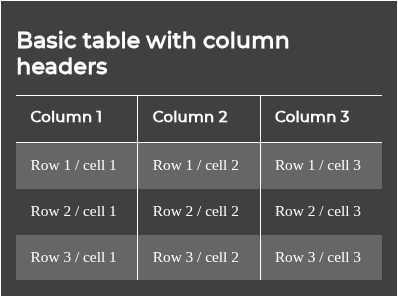 Basic table with column
headers
Column 1 Column 2 Column 3
Row 1 / cell 1 Row 1 / cell 2 Row 1 / cell 3
Row 2 / cell 1 Row 2 / cell 2 Row 2 / cell 3
Row 3 / cell 1 Row 3 / cell 2 Row 3 / cell 3